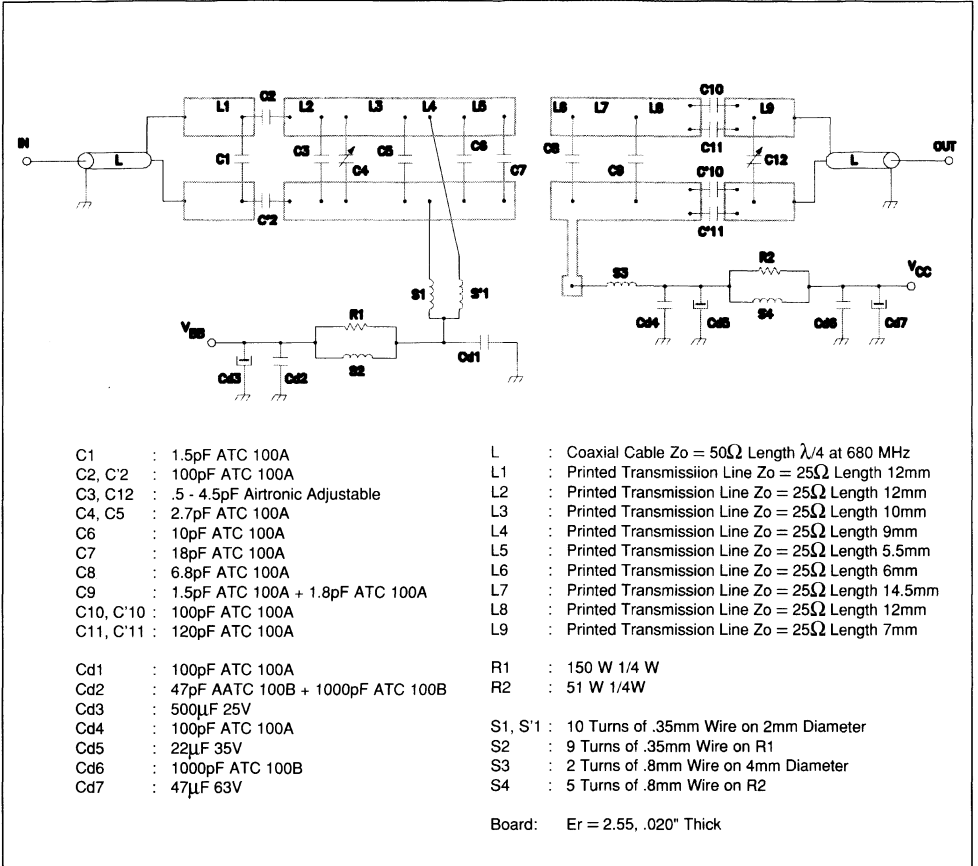 C10
C2
L1
L2
L3
L4
L5
L6
L7
L8
L9
IN
L
C1
C3
C4
C5
C6
C7
C8
C9
C11
C12
L
OUT
C'2
C'10
C'11
S1
S'1
S3
R2
S4
VCC
Cd4
Cd5
Cd6
Cd7
VBB
R1
S2
Cd1
Cd3
Cd2
C1 : 1.5pF ATC 100A
C2, C'2 : 100pF ATC 100A
C3, C12 : .5 - 4.5pF Airtronic Adjustable
C4, C5 : 2.7pF ATC 100A
C6 : 10pF ATC 100A
C7 : 18pF ATC 100A
C8 : 6.8pF ATC 100A
C9 : 1.5pF ATC 100A + 1.8pF ATC 100A
C10, C'10 : 100pF ATC 100A
C11, C'11 : 120pF ATC 100A
Cd1 : 100pF ATC 100A
Cd2 : 47pF AATC 100B + 1000pF ATC 100B
Cd3 : 500µF 25V
Cd4 : 100pF ATC 100A
Cd5 : 22µF 35V
Cd6 : 1000pF ATC 100B
Cd7 : 47µF 63V
L : Coaxial Cable Zo = 50Ω Length λ/4 at 680 MHz
L1 : Printed Transmissiion Line Zo = 25Ω Length 12mm
L2 : Printed Transmission Line Zo = 25Ω Length 12mm
L3 : Printed Transmission Line Zo = 25Ω Length 10mm
L4 : Printed Transmission Line Zo = 25Ω Length 9mm
L5 : Printed Transmission Line Zo = 25Ω Length 5.5mm
L6 : Printed Transmission Line Zo = 25Ω Length 6mm
L7 : Printed Transmission Line Zo = 25Ω Length 14.5mm
L8 : Printed Transmission Line Zo = 25Ω Length 12mm
L9 : Printed Transmission Line Zo = 25Ω Length 7mm
R1 : 150 W 1/4 W
R2 : 51 W 1/4W
S1, S'1 : 10 Turns of .35mm Wire on 2mm Diameter
S2 : 9 Turns of .35mm Wire on R1
S3 : 2 Turns of .8mm Wire on 4mm Diameter
S4 : 5 Turns of .8mm Wire on R2
Board: Er = 2.55, .020" Thick